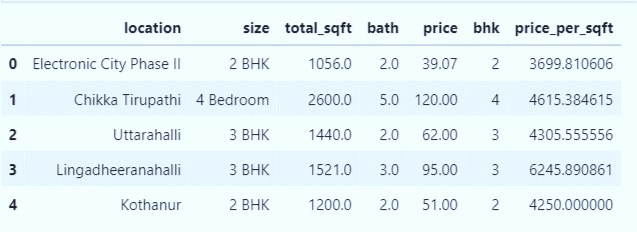 location size total_sqft bath price bhk price_per_sqft
0 Electronic City Phase II 2 BHK 1056.0 2.0 39.07 2 3699.810606
1 Chikka Tirupathi 4 Bedroom 2600.0 5.0 120.00 4 4615.384615
2 Uttarahalli 3 BHK 1440.0 2.0 62.00 3 4305.555556
3 Lingadheeranahalli 3 BHK 1521.0 3.0 95.00 3 6245.890861
4 Kothanur 2 BHK 1200.0 2.0 51.00 2 4250.000000